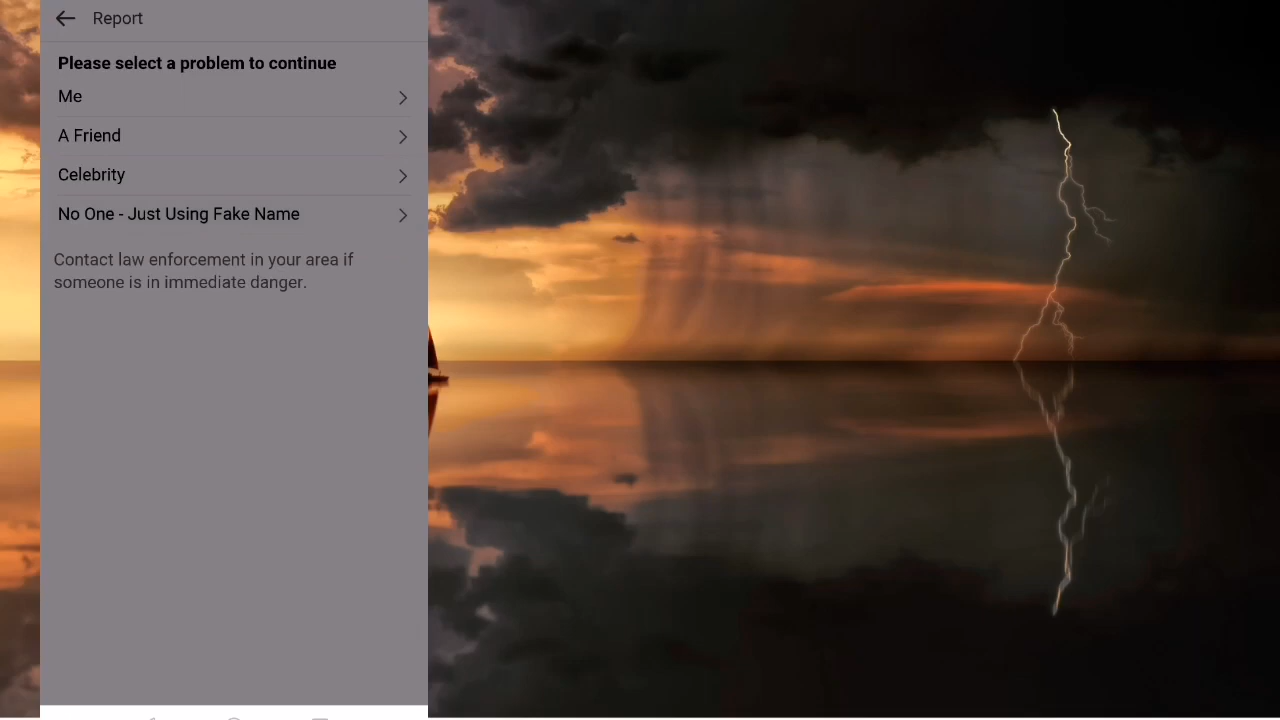 Report
Please select a problem to continue
Me
A Friend
Celebrity
No One - Just Using Fake Name
Contact law enforcement in your area if
someone is in immediate danger.